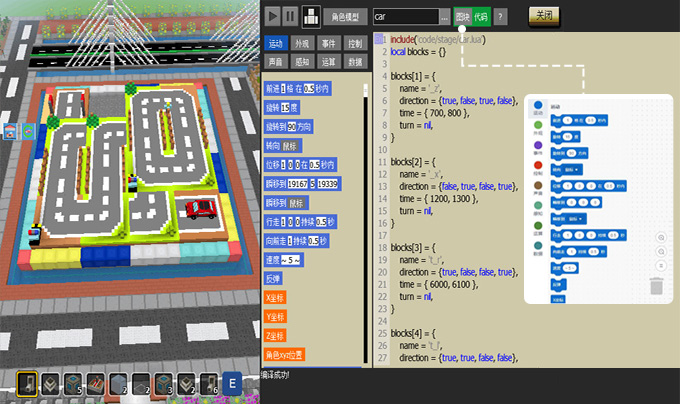 角色模型
car
...
图块
代码
?
关闭
运动
外观
事件
控制
声音
感知
运算
数据
前进 1 格 在 0.5 秒内
旋转 15 度
旋转到 90 方向
转向 鼠标
位移 1 0 0 在 0.5 秒内
瞬移到 19167 5 19339
瞬移到 鼠标
行走 1 0 0 持续 0.5 秒
向前走 1 持续 0.5 秒
速度 ~ 5 ~
反弹
X坐标
Y坐标
Z坐标
角色xyz位置
1 include('code/stage/car.lua')
2 local blocks = {}
3
4
5 blocks[1] = {
6 name = '_z',
7 direction = {true, false, true, false},
8 time = { 700, 800 },
9 turn = nil,
10 }
11
12 blocks[2] = {
13 name = '_x',
14 direction = {false, true, false, true},
15 time = { 1200, 1300 },
16 turn = nil,
17 }
18
19 blocks[3] = {
20 name = 't_r',
21 direction = {true, false, false, true},
22 time = { 6000, 6100 },
23 turn = nil,
24 }
25
26 blocks[4] = {
27 direction = {true, true, false, false},
运动
外观
事件
控制
声音
运算
数据
编译成功!
5
2
2
3
2
6
E